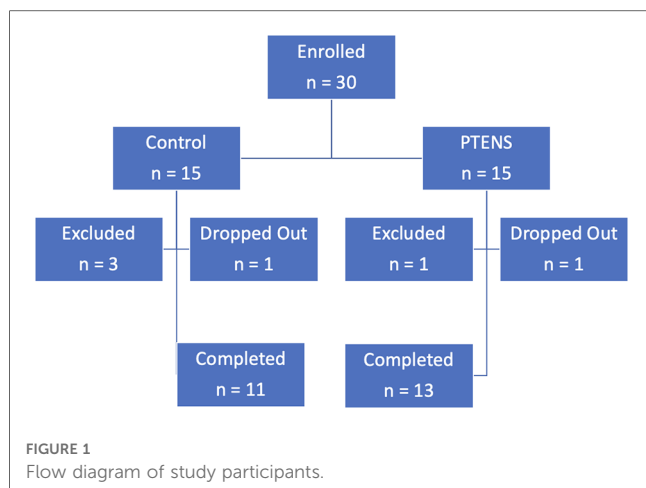 Enrolled
n = 30
Control
n = 15
PTENS
n = 15
Excluded
n = 3
Dropped Out
n = 1
Excluded
n = 1
Dropped Out
n = 1
Completed
n = 11
Completed
n = 13
FIGURE 1
Flow diagram of study participants.